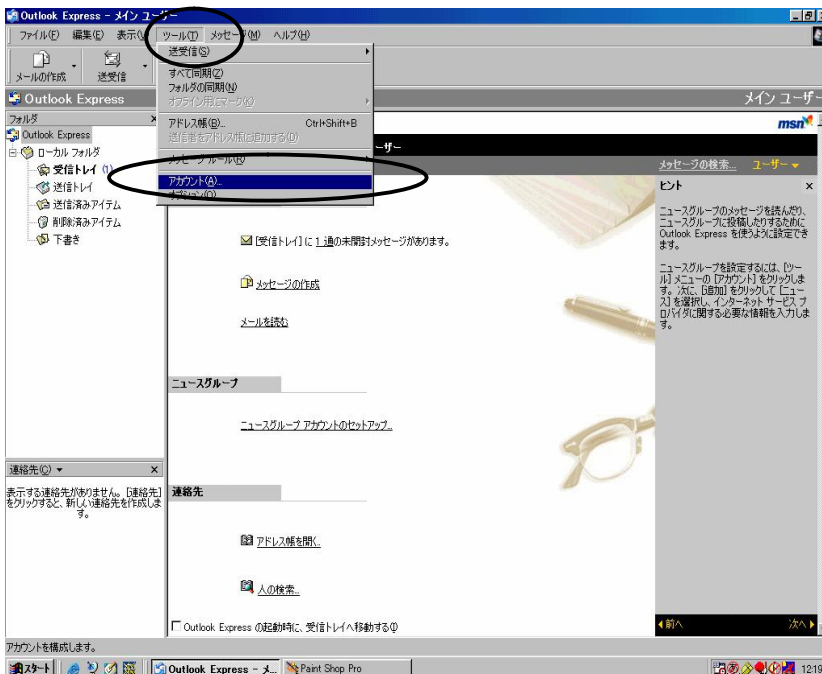 Outlook Express - メイン ユーザー
ファイル(F) 編集(E) 表示(V) ツール(T) メッセージ(M) ヘルプ(H)
メールの作成 送受信
送受信(S)
すべて同期(Z)
フォルダの同期(N)
オフライン用にマーク(K)
アドレス帳(B)... Ctrl+Shift+B
送信者をアドレス帳に追加する(D)
メッセージ ルール(R)
アカウント(A)...
オプション(O)...
Outlook Express
メイン ユーザー
フォルダ ×
Outlook Express
ローカル フォルダ
受信トレイ (1)
送信トレイ
送信済みアイテム
削除済みアイテム
下書き
連絡先(C) ×
表示する連絡先がありません。[連絡先]
をクリックすると、新しい連絡先を作成しま
す。
msn
ーザー
メッセージの検索... ユーザー
[受信トレイ] に 1 通の未開封メッセージがあります。
メッセージの作成
メールを読む
ニュースグループ
ニュースグループ アカウントのセットアップ...
連絡先
アドレス帳を開く...
人の検索...
Outlook Express の起動時に、受信トレイへ移動する(I)
ヒント ×
ニュースグループのメッセージを読んだり、
ニュースグループに投稿したりするために
Outlook Express を使うように設定でき
ます。
ニュースグループを設定するには、[ツー
ル] メニューの [アカウント] をクリックしま
す。次に、[追加] をクリックして [ニュー
ス] を選択し、インターネット サービス プ
ロバイダに関する必要な情報を入力しま
す。
前へ 次へ
アカウントを構成します。
スタート Outlook Express - メ... Paint Shop Pro 12:19